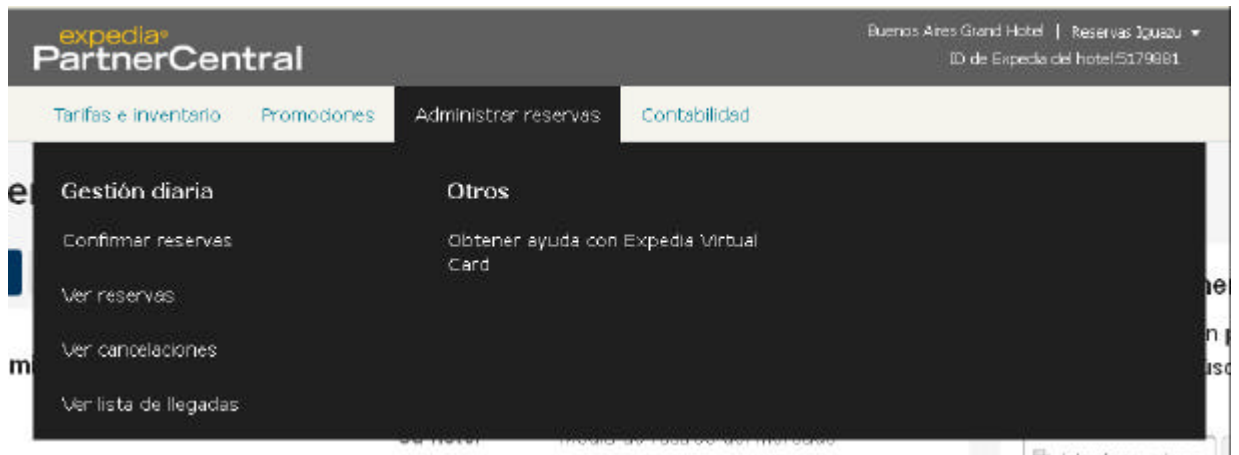 expedia®
PartnerCentral
Buenos Aires Grand Hotel | Reservas Iguazu
ID de Expedia del hotel:5179881
Tarifas e inventario Promociones Administrar reservas Contabilidad
Gestión diaria
Otros
Confirmar reservas
Obtener ayuda con Expedia Virtual
Card
Ver reservas
Ver cancelaciones
Ver lista de llegadas